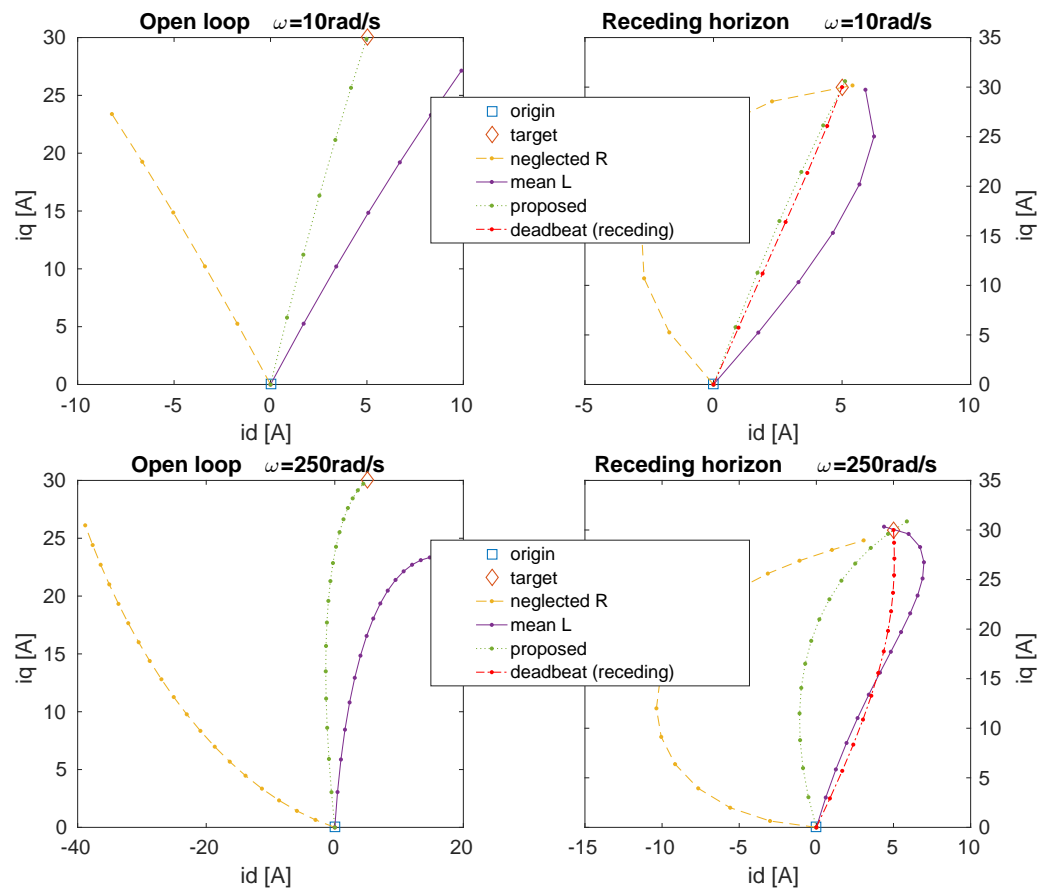 Open loop ω=10rad/s
Receding horizon ω=10rad/s
30
25
20
15
10
5
0
iq [A]
-10
-5
0
5
10
id [A]
35
30
25
20
15
10
5
0
iq [A]
-5
0
5
10
id [A]
origin
target
neglected R
mean L
proposed
deadbeat (receding)
Open loop ω=250rad/s
Receding horizon ω=250rad/s
30
25
20
15
10
5
0
iq [A]
-40
-20
0
20
id [A]
35
30
25
20
15
10
5
0
iq [A]
-15
-10
-5
0
5
10
id [A]
origin
target
neglected R
mean L
proposed
deadbeat (receding)